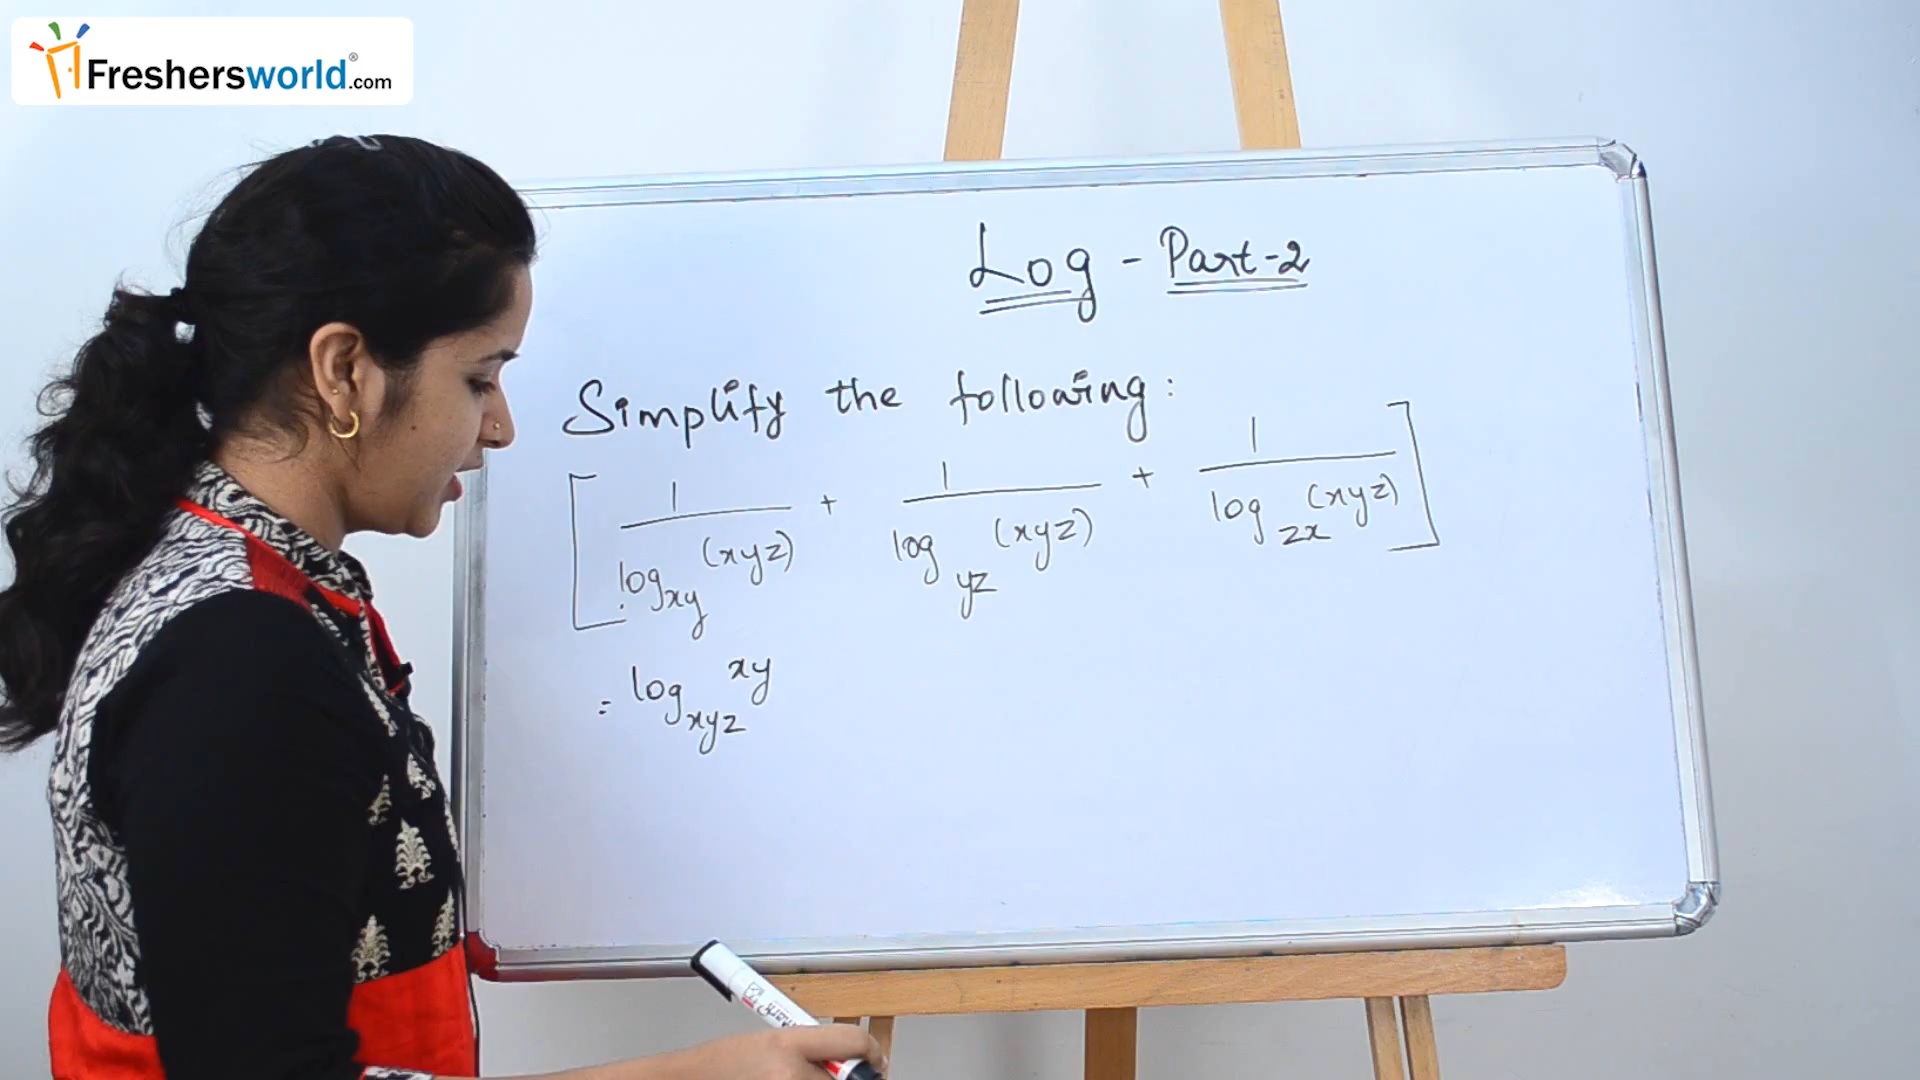 Freshersworld.com
Log - Part-2
Simplify the following:
[ 1/log_xy (xyz) + 1/log_yz (xyz) + 1/log_zx (xyz) ]
= log_xyz xy